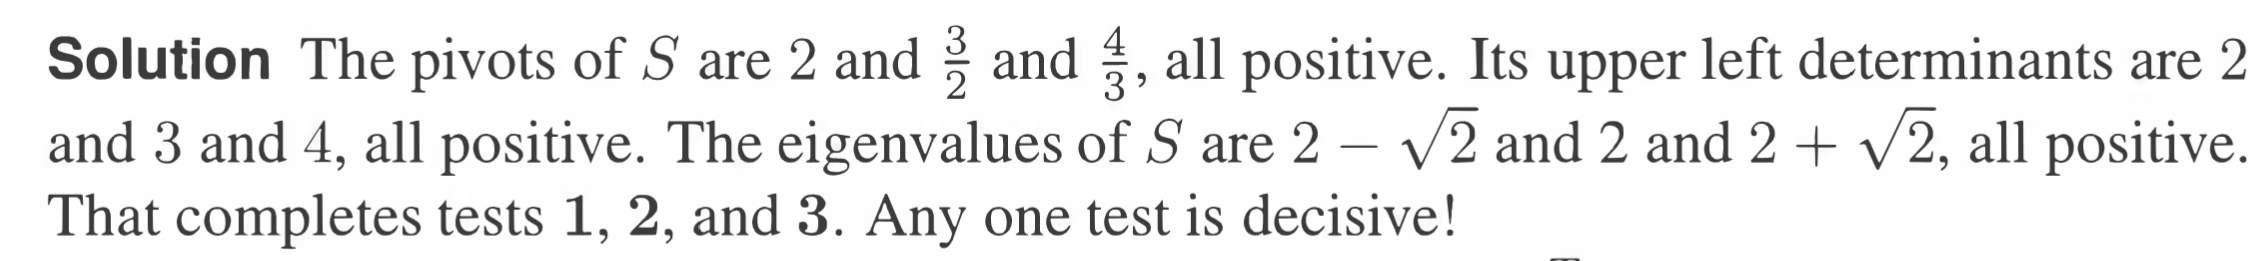 Solution The pivots of S are 2 and 3/2 and 4/3, all positive. Its upper left determinants are 2
and 3 and 4, all positive. The eigenvalues of S are 2 − √2 and 2 and 2 + √2, all positive.
That completes tests 1, 2, and 3. Any one test is decisive!